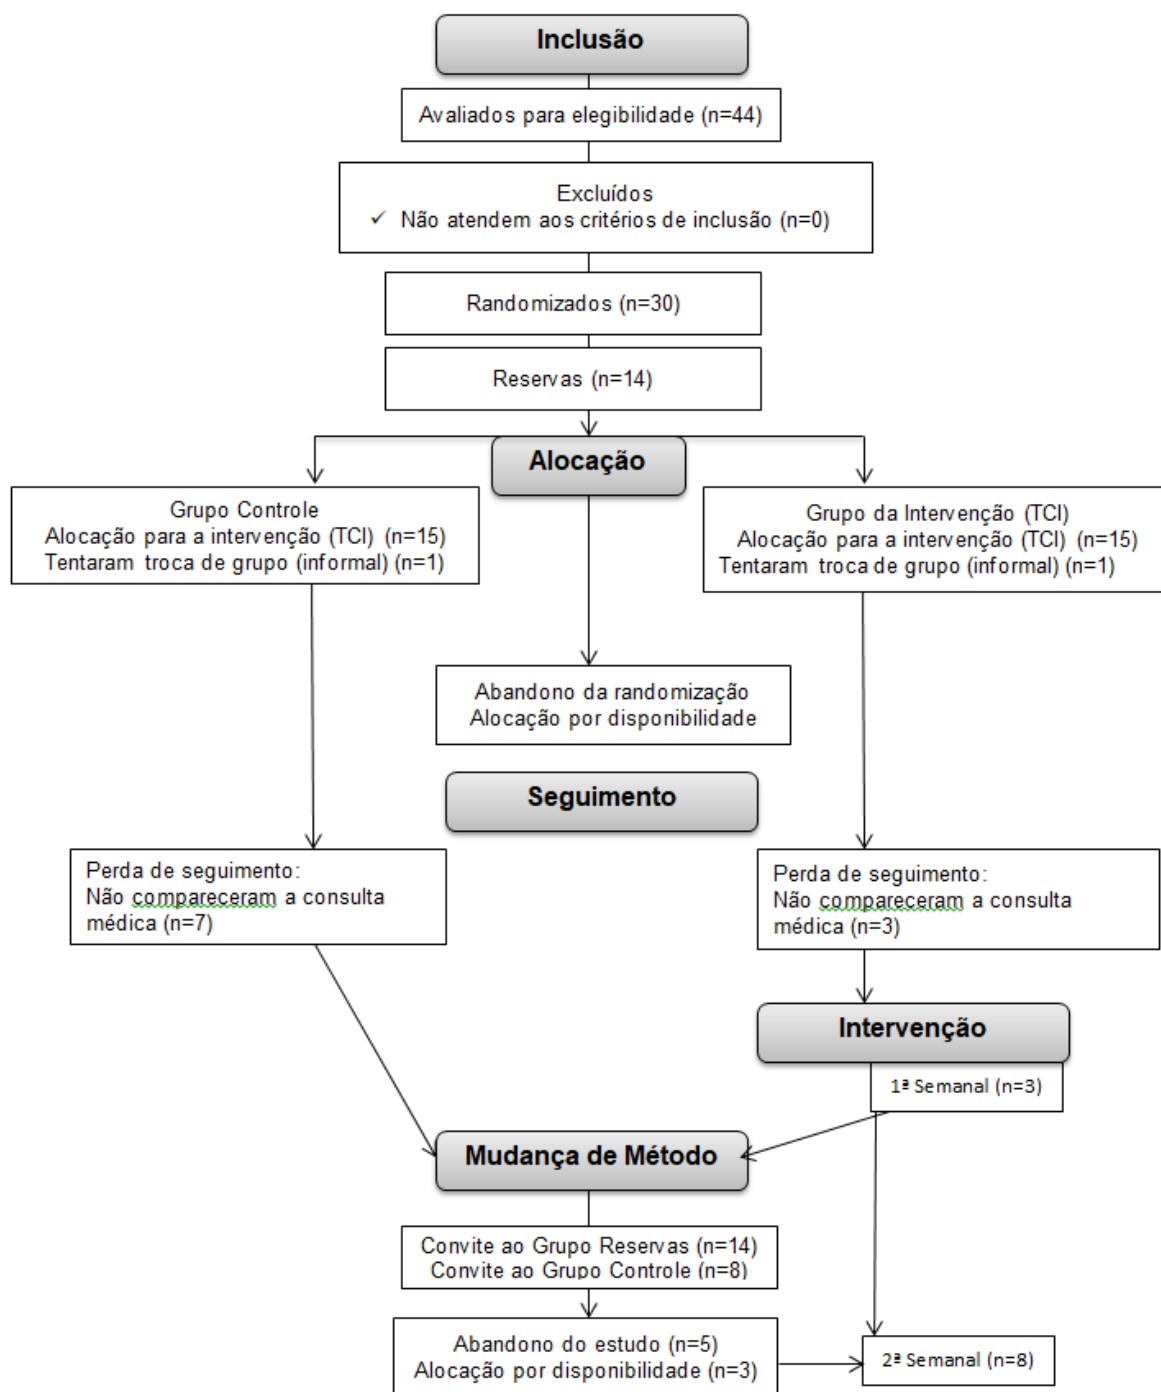 Inclusão
Avaliados para elegibilidade (n=44)
Excluídos
✓ Não atendem aos critérios de inclusão (n=0)
Randomizados (n=30)
Reservas (n=14)
Alocação
Grupo Controle
Alocação para a intervenção (TCI) (n=15)
Tentaram troca de grupo (informal) (n=1)
Grupo da Intervenção (TCI)
Alocação para a intervenção (TCI) (n=15)
Tentaram troca de grupo (informal) (n=1)
Abandono da randomização
Alocação por disponibilidade
Seguimento
Perda de seguimento:
Não compareceram a consulta
médica (n=7)
Perda de seguimento:
Não compareceram a consulta
médica (n=3)
Intervenção
1ª Semanal (n=3)
Mudança de Método
Convite ao Grupo Reservas (n=14)
Convite ao Grupo Controle (n=8)
Abandono do estudo (n=5)
Alocação por disponibilidade (n=3)
2ª Semanal (n=8)